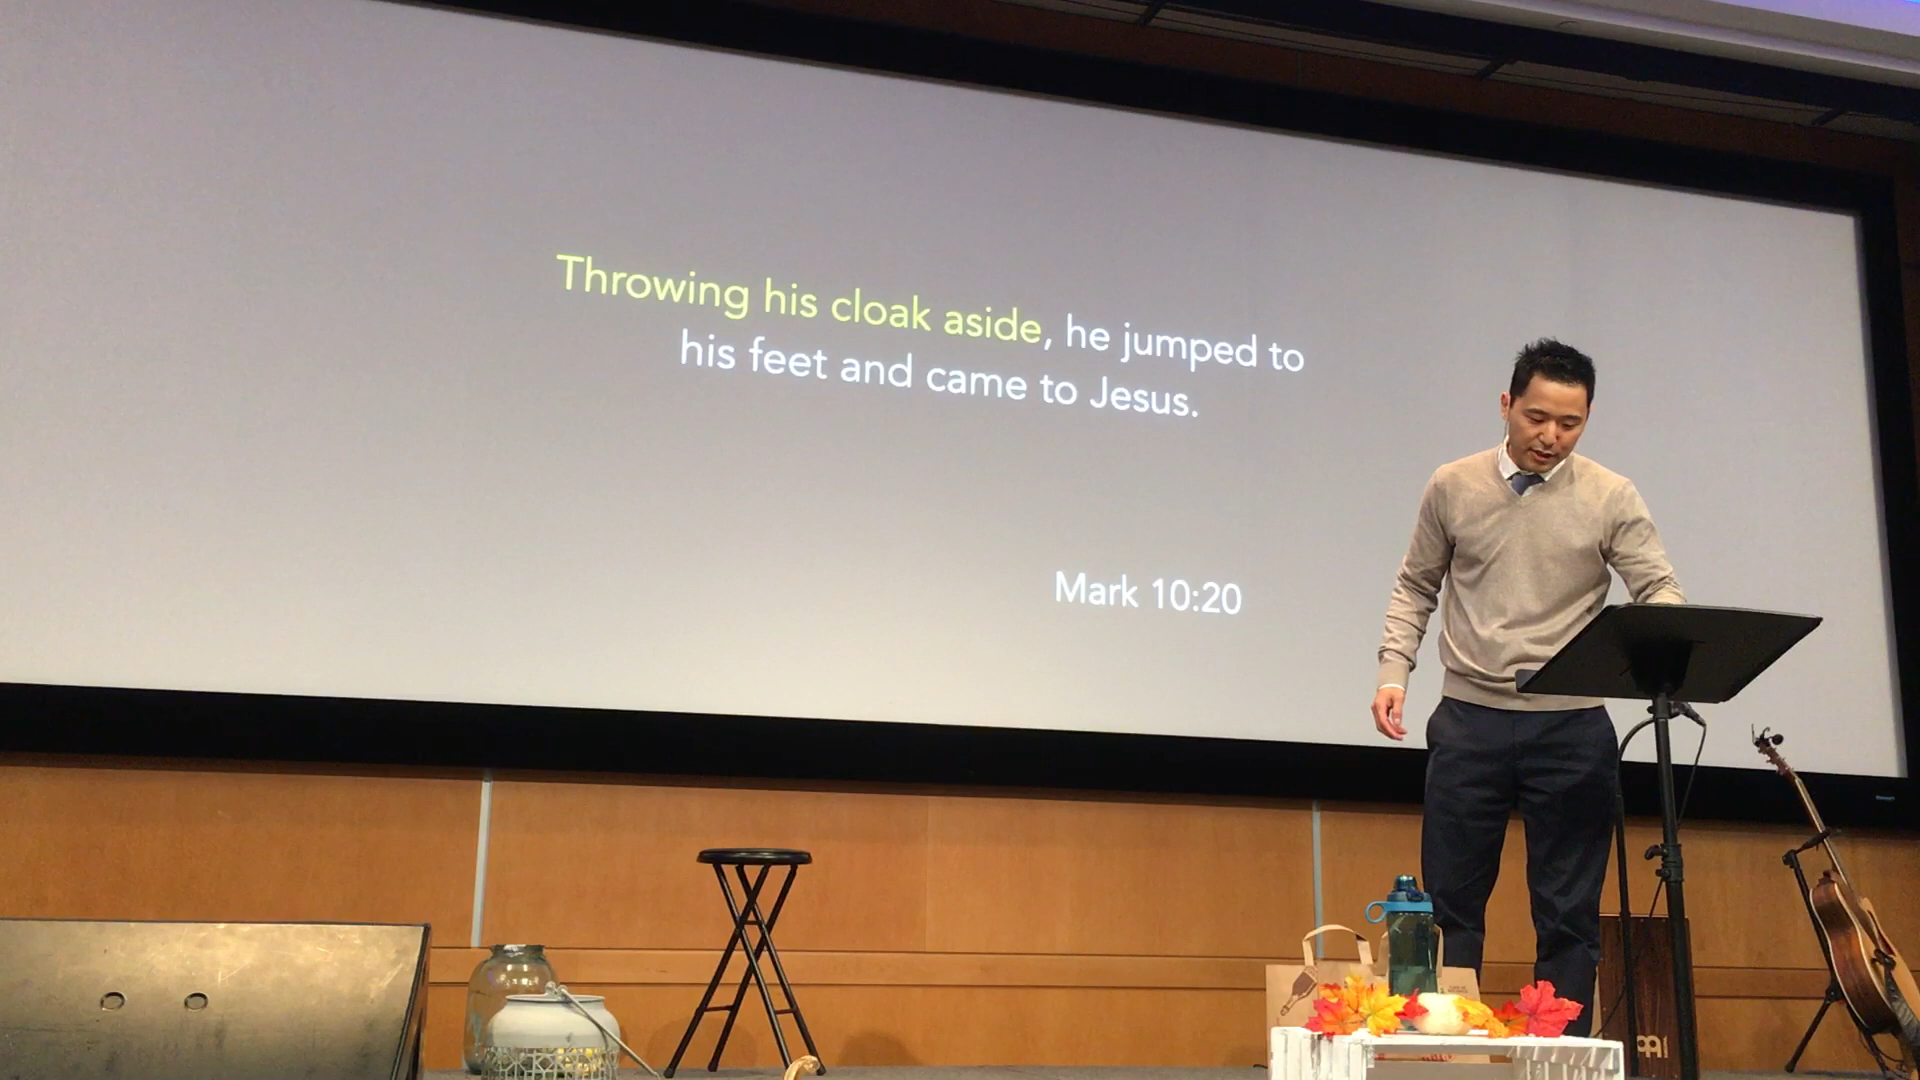 Throwing his cloak aside, he jumped to
his feet and came to Jesus.
Mark 10:20